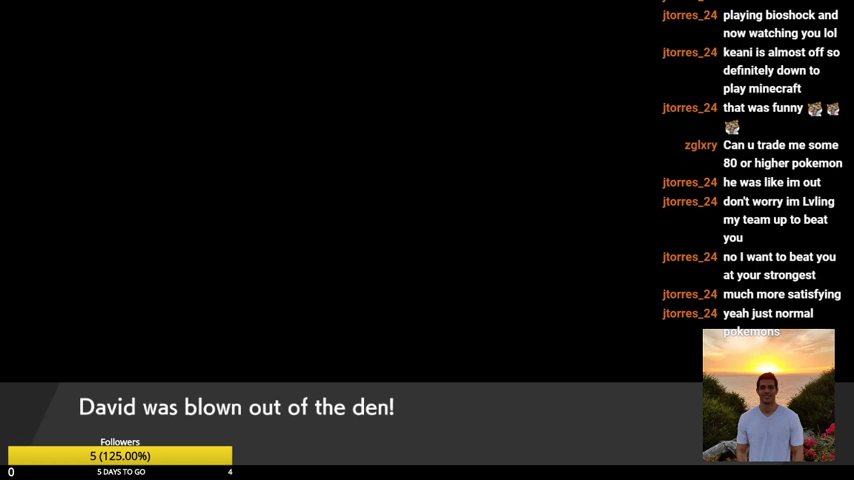 jtorres_24 playing bioshock and
now watching you lol
jtorres_24 keani is almost off so
definitely down to
play minecraft
jtorres_24 that was funny
zglxry Can u trade me some
80 or higher pokemon
jtorres_24 he was like im out
jtorres_24 don't worry im Lvling
my team up to beat
you
jtorres_24 no I want to beat you
at your strongest
jtorres_24 much more satisfying
jtorres_24 yeah just normal
pokemons
David was blown out of the den!
Followers
5 (125.00%)
0 5 DAYS TO GO 4